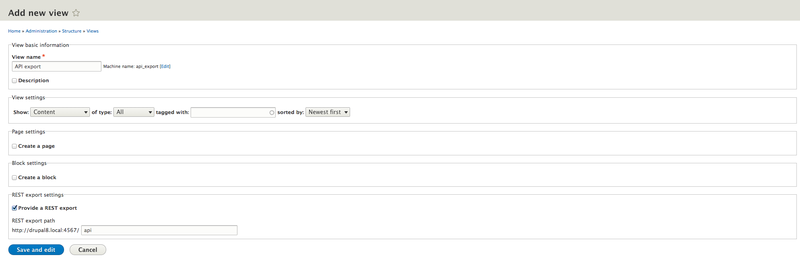 Add new view
Home » Administration » Structure » Views
View basic information
View name *
API export Machine name: api_export [Edit]
Description
View settings
Show: Content of type: All tagged with: sorted by: Newest first
Page settings
Create a page
Block settings
Create a block
REST export settings
Provide a REST export
REST export path
http://drupal8.local:4567/ api
Save and edit Cancel